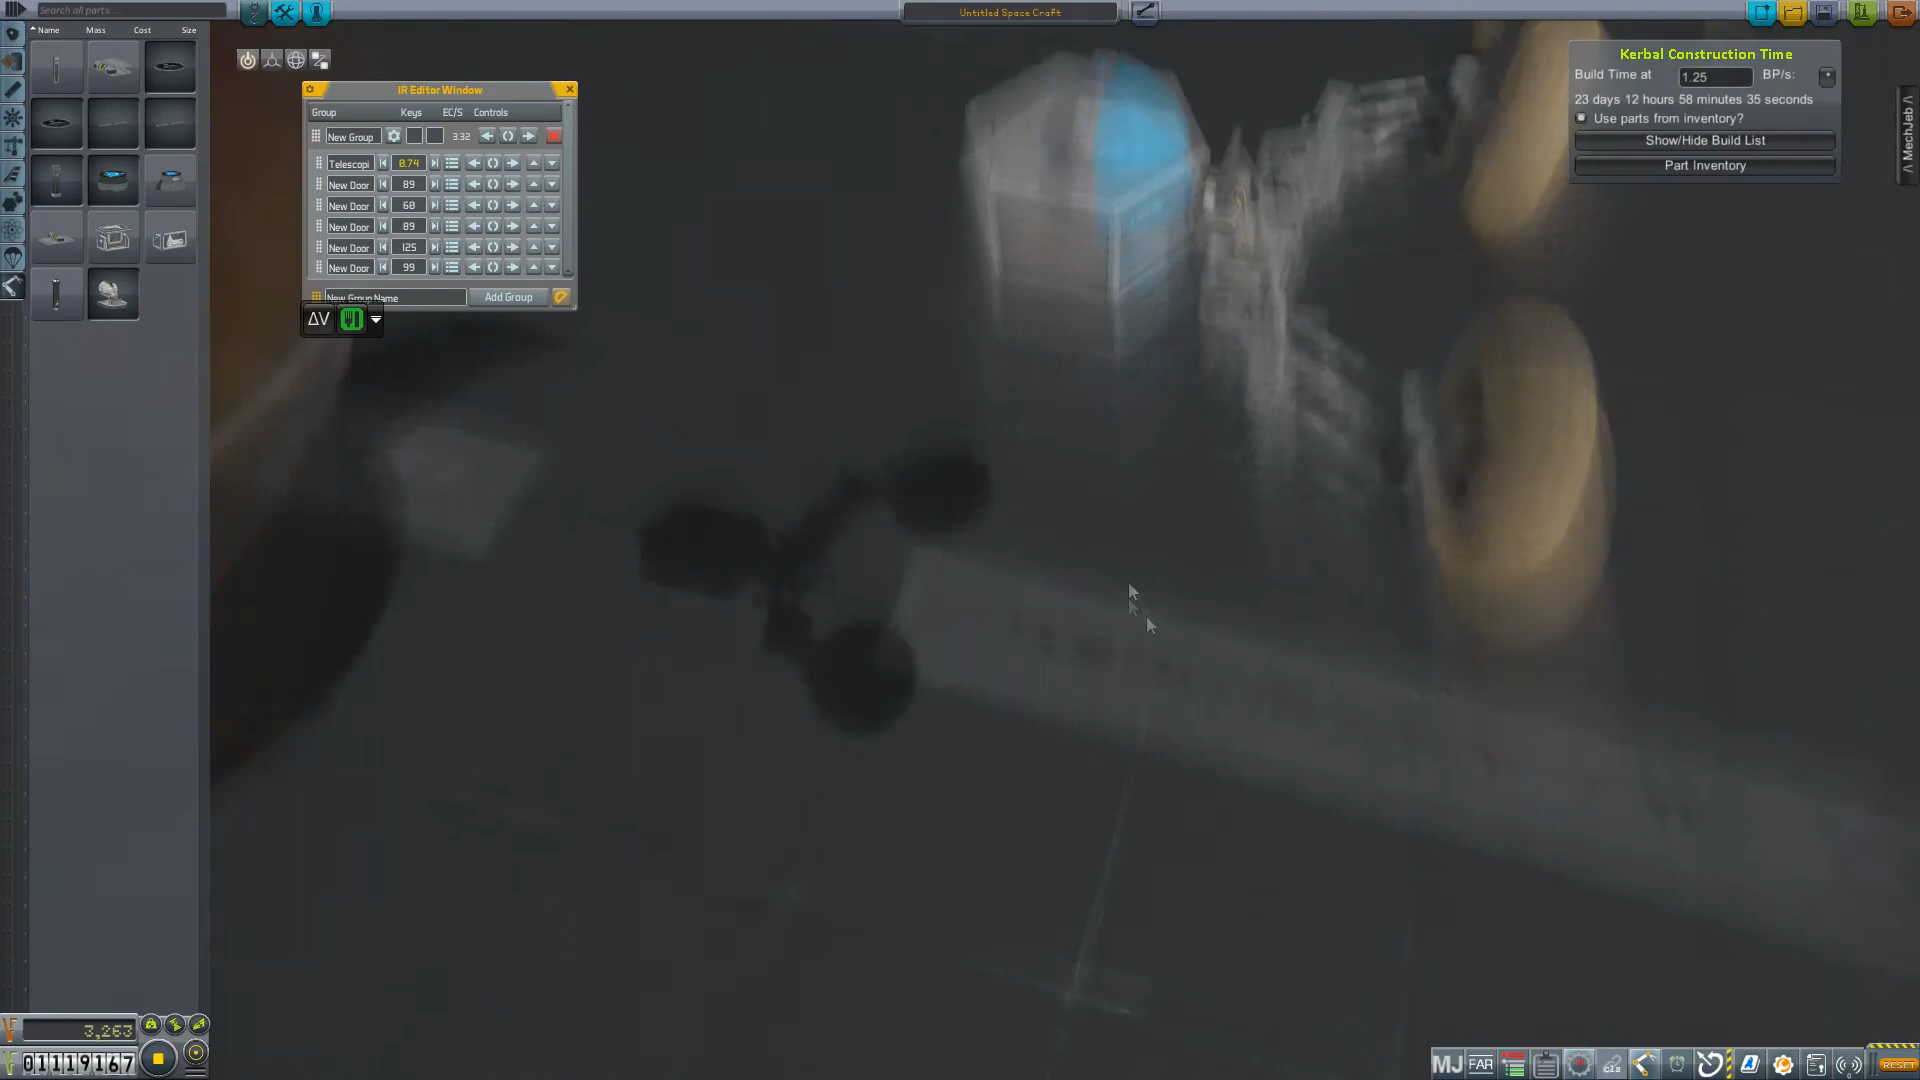 Search all parts...
Untitled Space Craft
Name Mass Cost Size
Kerbal Construction Time
Build Time at 1.25 BP/s: *
23 days 12 hours 58 minutes 35 seconds
Use parts from inventory?
Show/Hide Build List
Part Inventory
/\ MechJeb /\
IR Editor Window
Group Keys EC/S Controls
New Group 3.32
Telescopi 0.74
New Door 89
New Door 60
New Door 89
New Door 125
New Door 99
New Group Name Add Group
ΔV
3,263
01119167
MJ FAR cls
RESET